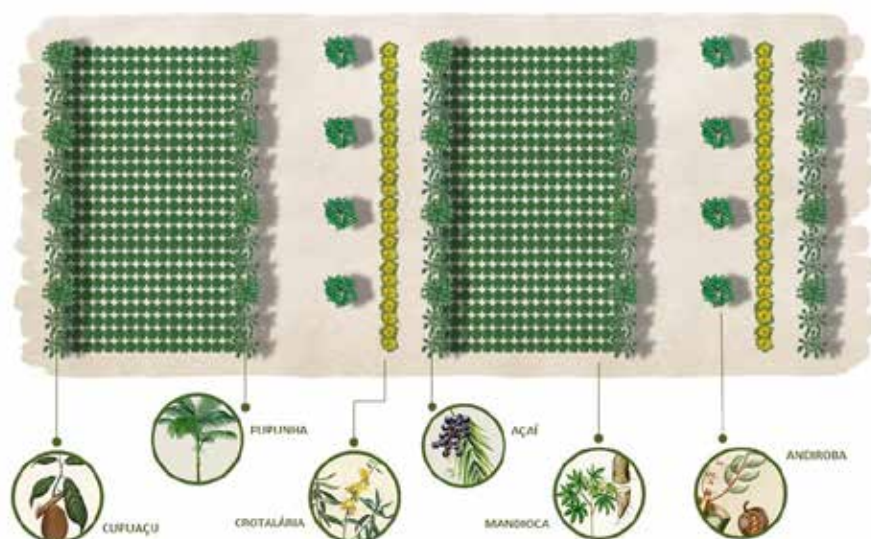 PUPUNHA
AÇAÍ
ANDIROBA
CUPUAÇU
CROTALÁRIA
MANDIOCA